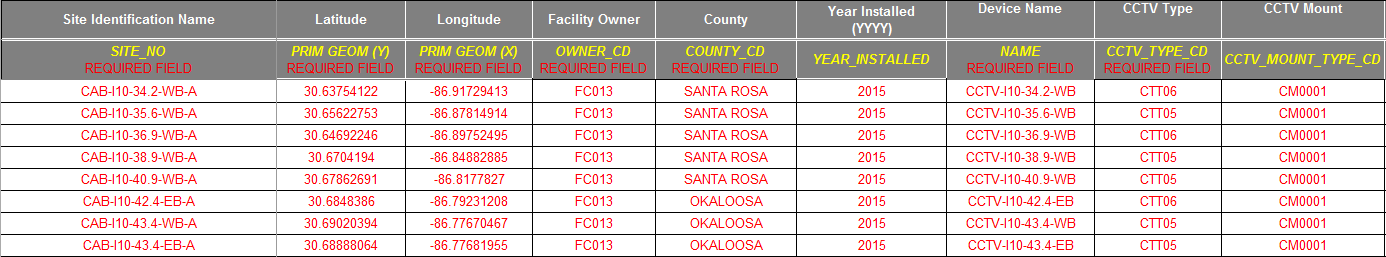 Site Identification Name Latitude Longitude Facility Owner County Year Installed (YYYY) Device Name CCTV Type CCTV Mount
SITE_NO PRIM GEOM (Y) PRIM GEOM (X) OWNER_CD COUNTY_CD YEAR_INSTALLED NAME CCTV_TYPE_CD CCTV_MOUNT_TYPE_CD
REQUIRED FIELD REQUIRED FIELD REQUIRED FIELD REQUIRED FIELD REQUIRED FIELD REQUIRED FIELD REQUIRED FIELD
CAB-I10-34.2-WB-A 30.63754122 -86.91729413 FC013 SANTA ROSA 2015 CCTV-I10-34.2-WB CTT06 CM0001
CAB-I10-35.6-WB-A 30.65622753 -86.87814914 FC013 SANTA ROSA 2015 CCTV-I10-35.6-WB CTT05 CM0001
CAB-I10-36.9-WB-A 30.64692246 -86.89752495 FC013 SANTA ROSA 2015 CCTV-I10-36.9-WB CTT06 CM0001
CAB-I10-38.9-WB-A 30.6704194 -86.84882885 FC013 SANTA ROSA 2015 CCTV-I10-38.9-WB CTT05 CM0001
CAB-I10-40.9-WB-A 30.67862691 -86.8177827 FC013 SANTA ROSA 2015 CCTV-I10-40.9-WB CTT05 CM0001
CAB-I10-42.4-EB-A 30.6848386 -86.79231208 FC013 OKALOOSA 2015 CCTV-I10-42.4-EB CTT06 CM0001
CAB-I10-43.4-WB-A 30.69020394 -86.77670467 FC013 OKALOOSA 2015 CCTV-I10-43.4-WB CTT05 CM0001
CAB-I10-43.4-EB-A 30.68888064 -86.77681955 FC013 OKALOOSA 2015 CCTV-I10-43.4-EB CTT05 CM0001